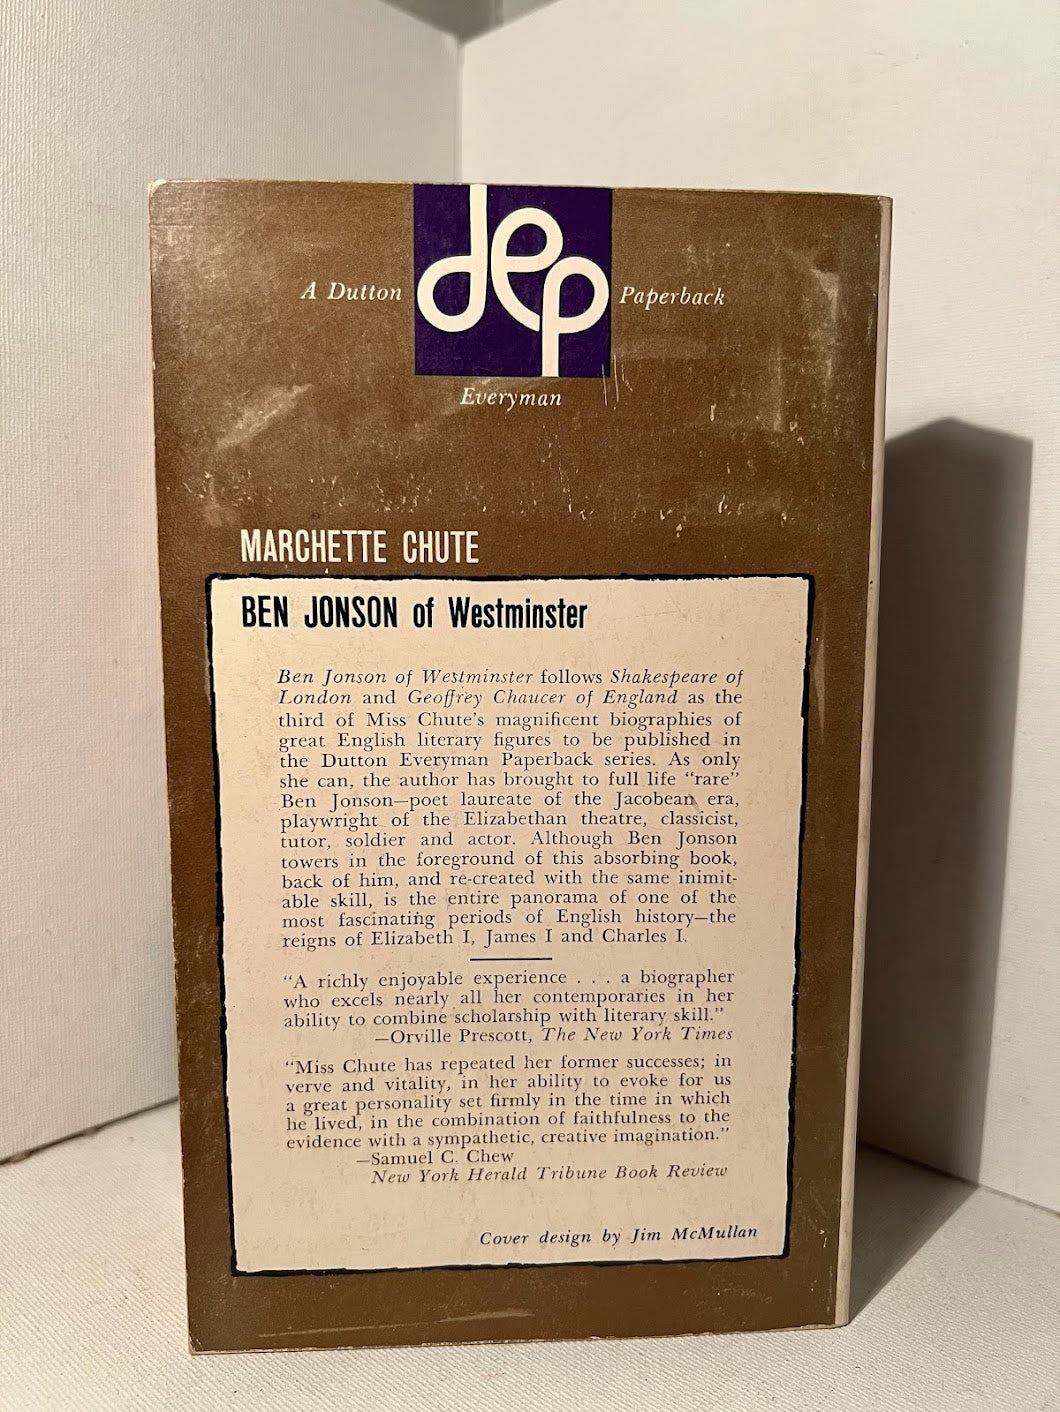 dep
A Dutton
Paperback
Everyman
MARCHETTE CHUTE
BEN JONSON of Westminster
Ben Jonson of Westminster follows Shakespeare of
London and Geoffrey Chaucer of England as the
third of Miss Chute's magnificent biographies of
great English literary figures to be published in
the Dutton Everyman Paperback series. As only
she can, the author has brought to full life "rare"
Ben Jonson—poet laureate of the Jacobean era,
playwright of the Elizabethan theatre, classicist,
tutor, soldier and actor. Although Ben Jonson
towers in the foreground of this absorbing book,
back of him, and re-created with the same inimit-
able skill, is the entire panorama of one of the
most fascinating periods of English history—the
reigns of Elizabeth I, James I and Charles I.
"A richly enjoyable experience . . . a biographer
who excels nearly all her contemporaries in her
ability to combine scholarship with literary skill."
—Orville Prescott, The New York Times
"Miss Chute has repeated her former successes; in
verve and vitality, in her ability to evoke for us
a great personality set firmly in the time in which
he lived, in the combination of faithfulness to the
evidence with a sympathetic, creative imagination."
—Samuel C. Chew
New York Herald Tribune Book Review
Cover design by Jim McMullan